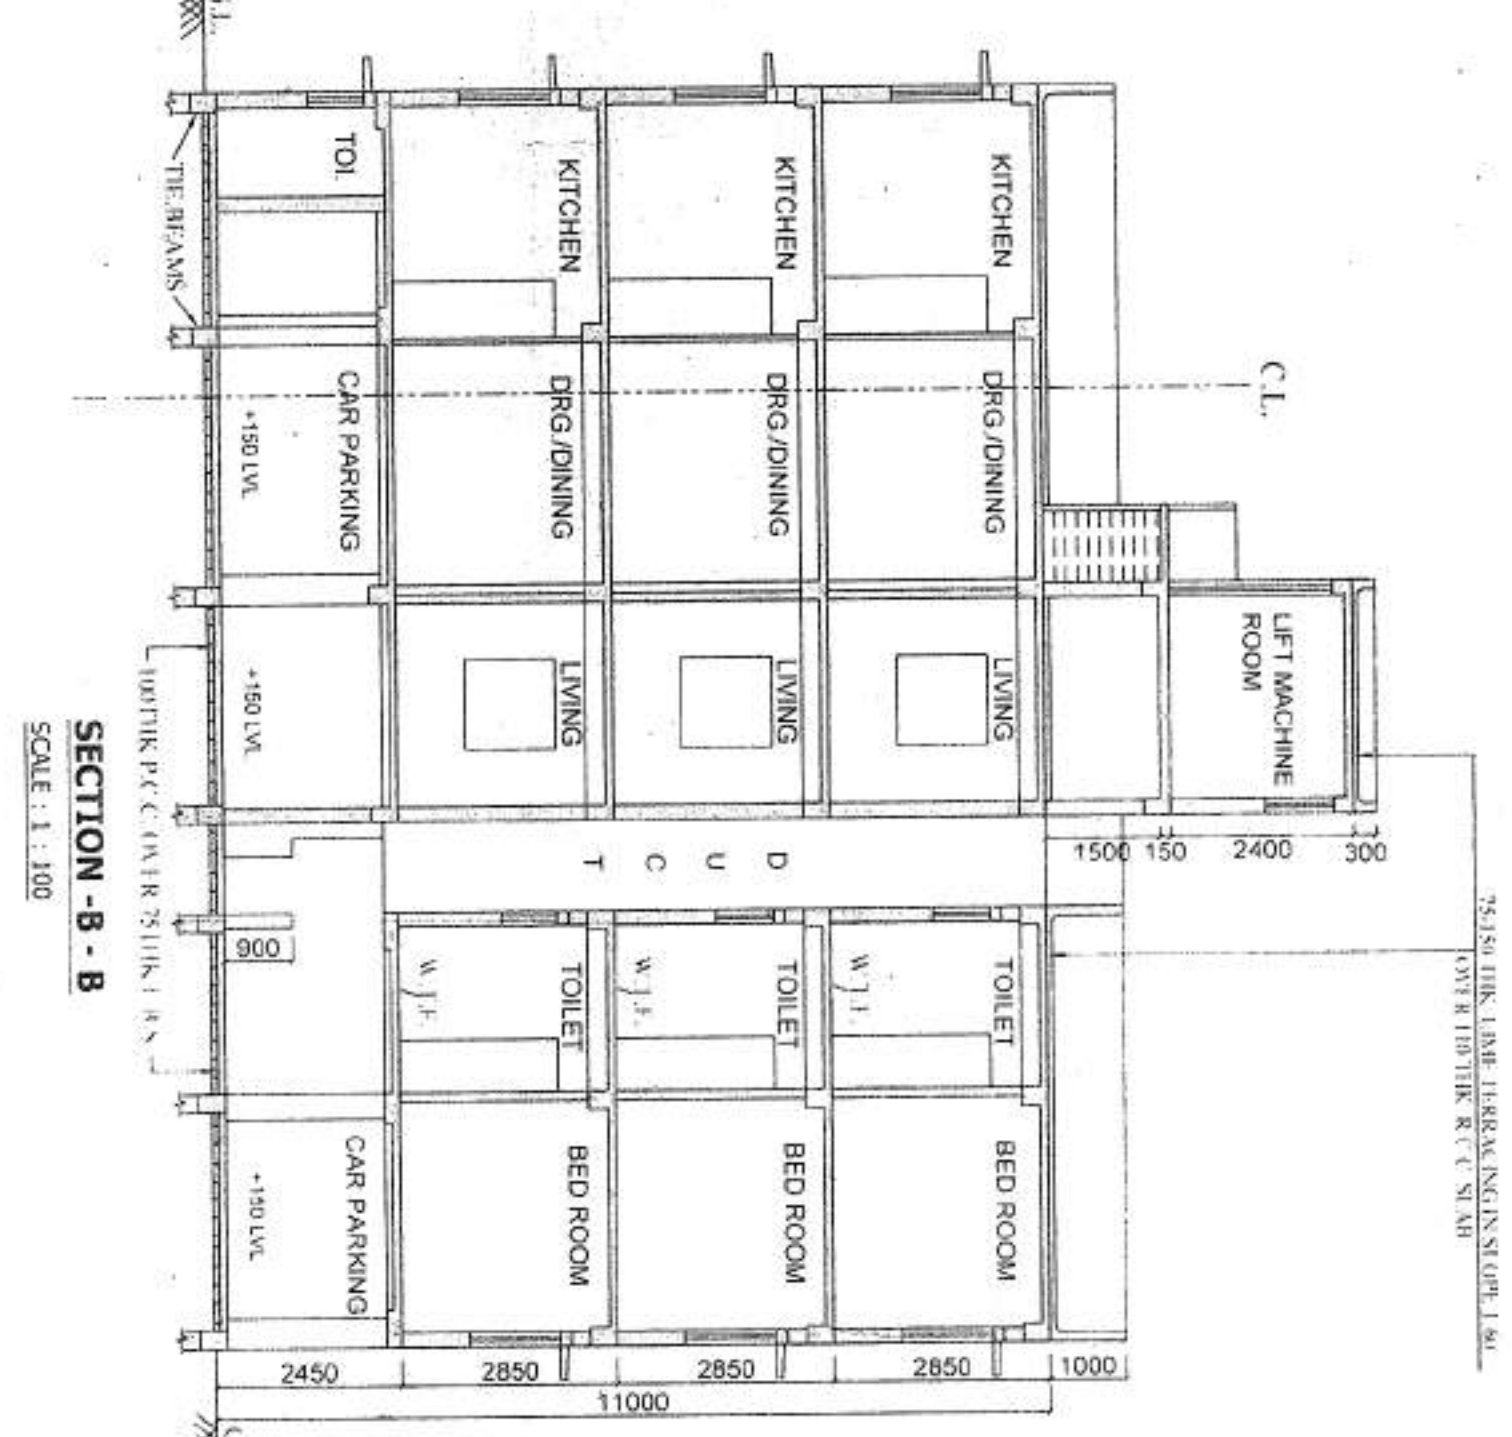 C.L.
LIFT MACHINE
ROOM
300
2400
150
1500
1000
KITCHEN
DRG./DINING
LIVING
TOILET
W.T.F.
BED ROOM
2850
KITCHEN
DRG./DINING
LIVING
TOILET
W.T.F.
BED ROOM
2850
KITCHEN
DRG./DINING
LIVING
TOILET
W.T.F.
BED ROOM
2850
D
U
C
T
TOI.
CAR PARKING
+150 LVL
+150 LVL
900
CAR PARKING
+150 LVL
2450
11000
TIE BEAMS
SECTION -B - B
SCALE : 1 : 100